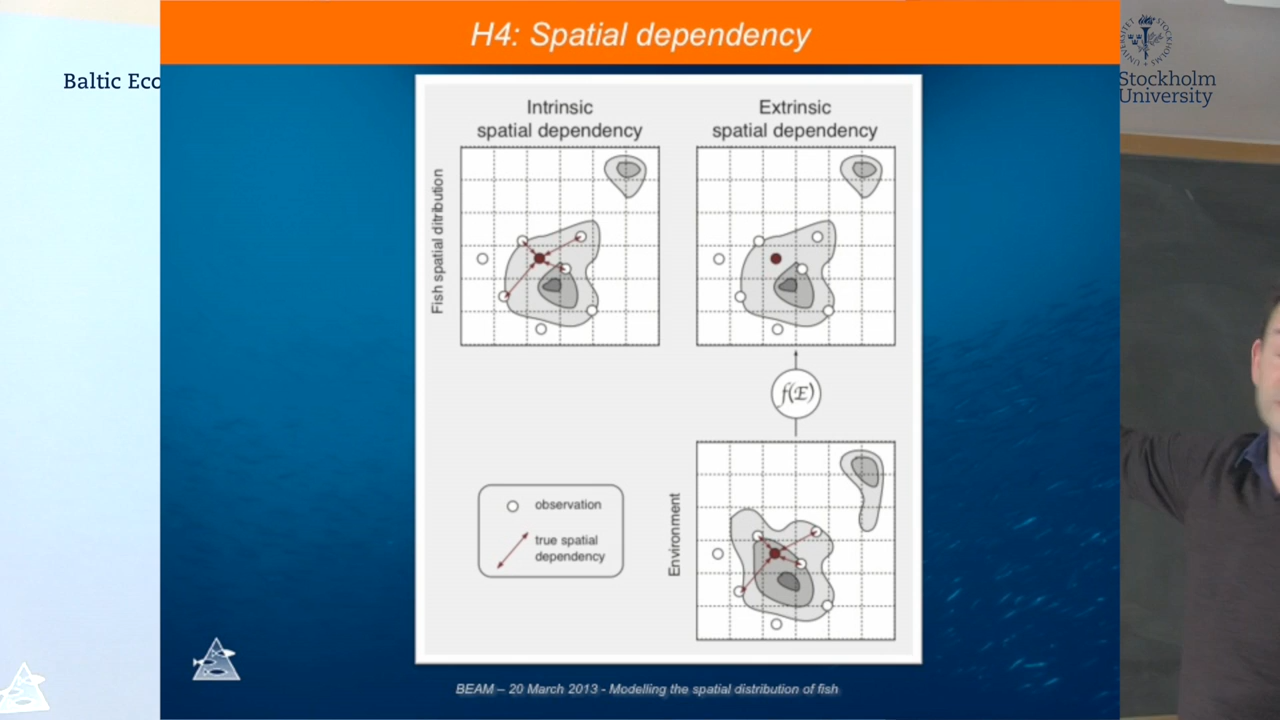 H4: Spatial dependency
Baltic Eco
Stockholm
University
Intrinsic
spatial dependency
Extrinsic
spatial dependency
Fish spatial ditribution
f(E)
observation
true spatial
dependency
Environment
BEAM – 20 March 2013 - Modelling the spatial distribution of fish